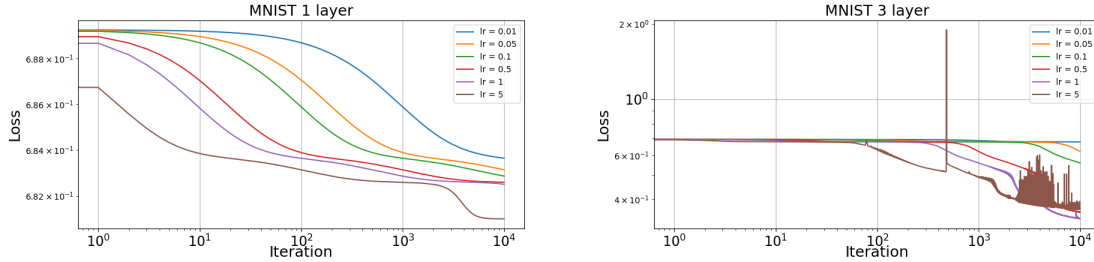 MNIST 1 layer
lr = 0.01
lr = 0.05
lr = 0.1
lr = 0.5
lr = 1
lr = 5
6.88 × 10⁻¹
6.86 × 10⁻¹
6.84 × 10⁻¹
6.82 × 10⁻¹
Loss
10⁰
10¹
10²
10³
10⁴
Iteration
MNIST 3 layer
lr = 0.01
lr = 0.05
lr = 0.1
lr = 0.5
lr = 1
lr = 5
2 × 10⁰
10⁰
6 × 10⁻¹
4 × 10⁻¹
Loss
10⁰
10¹
10²
10³
10⁴
Iteration